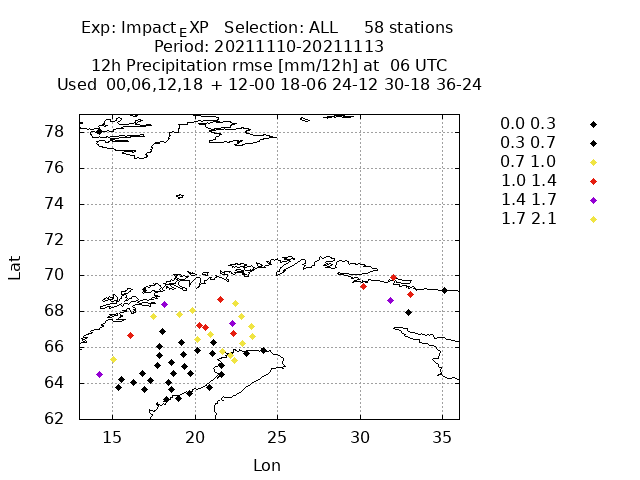 Exp: Impact_EXP   Selection: ALL     58 stations
Period: 20211110-20211113
12h Precipitation rmse [mm/12h] at  06 UTC
Used  00,06,12,18  + 12-00 18-06 24-12 30-18 36-24
0.0 0.3
0.3 0.7
0.7 1.0
1.0 1.4
1.4 1.7
1.7 2.1
Lat
78
76
74
72
70
68
66
64
62
15 20 25 30 35
Lon